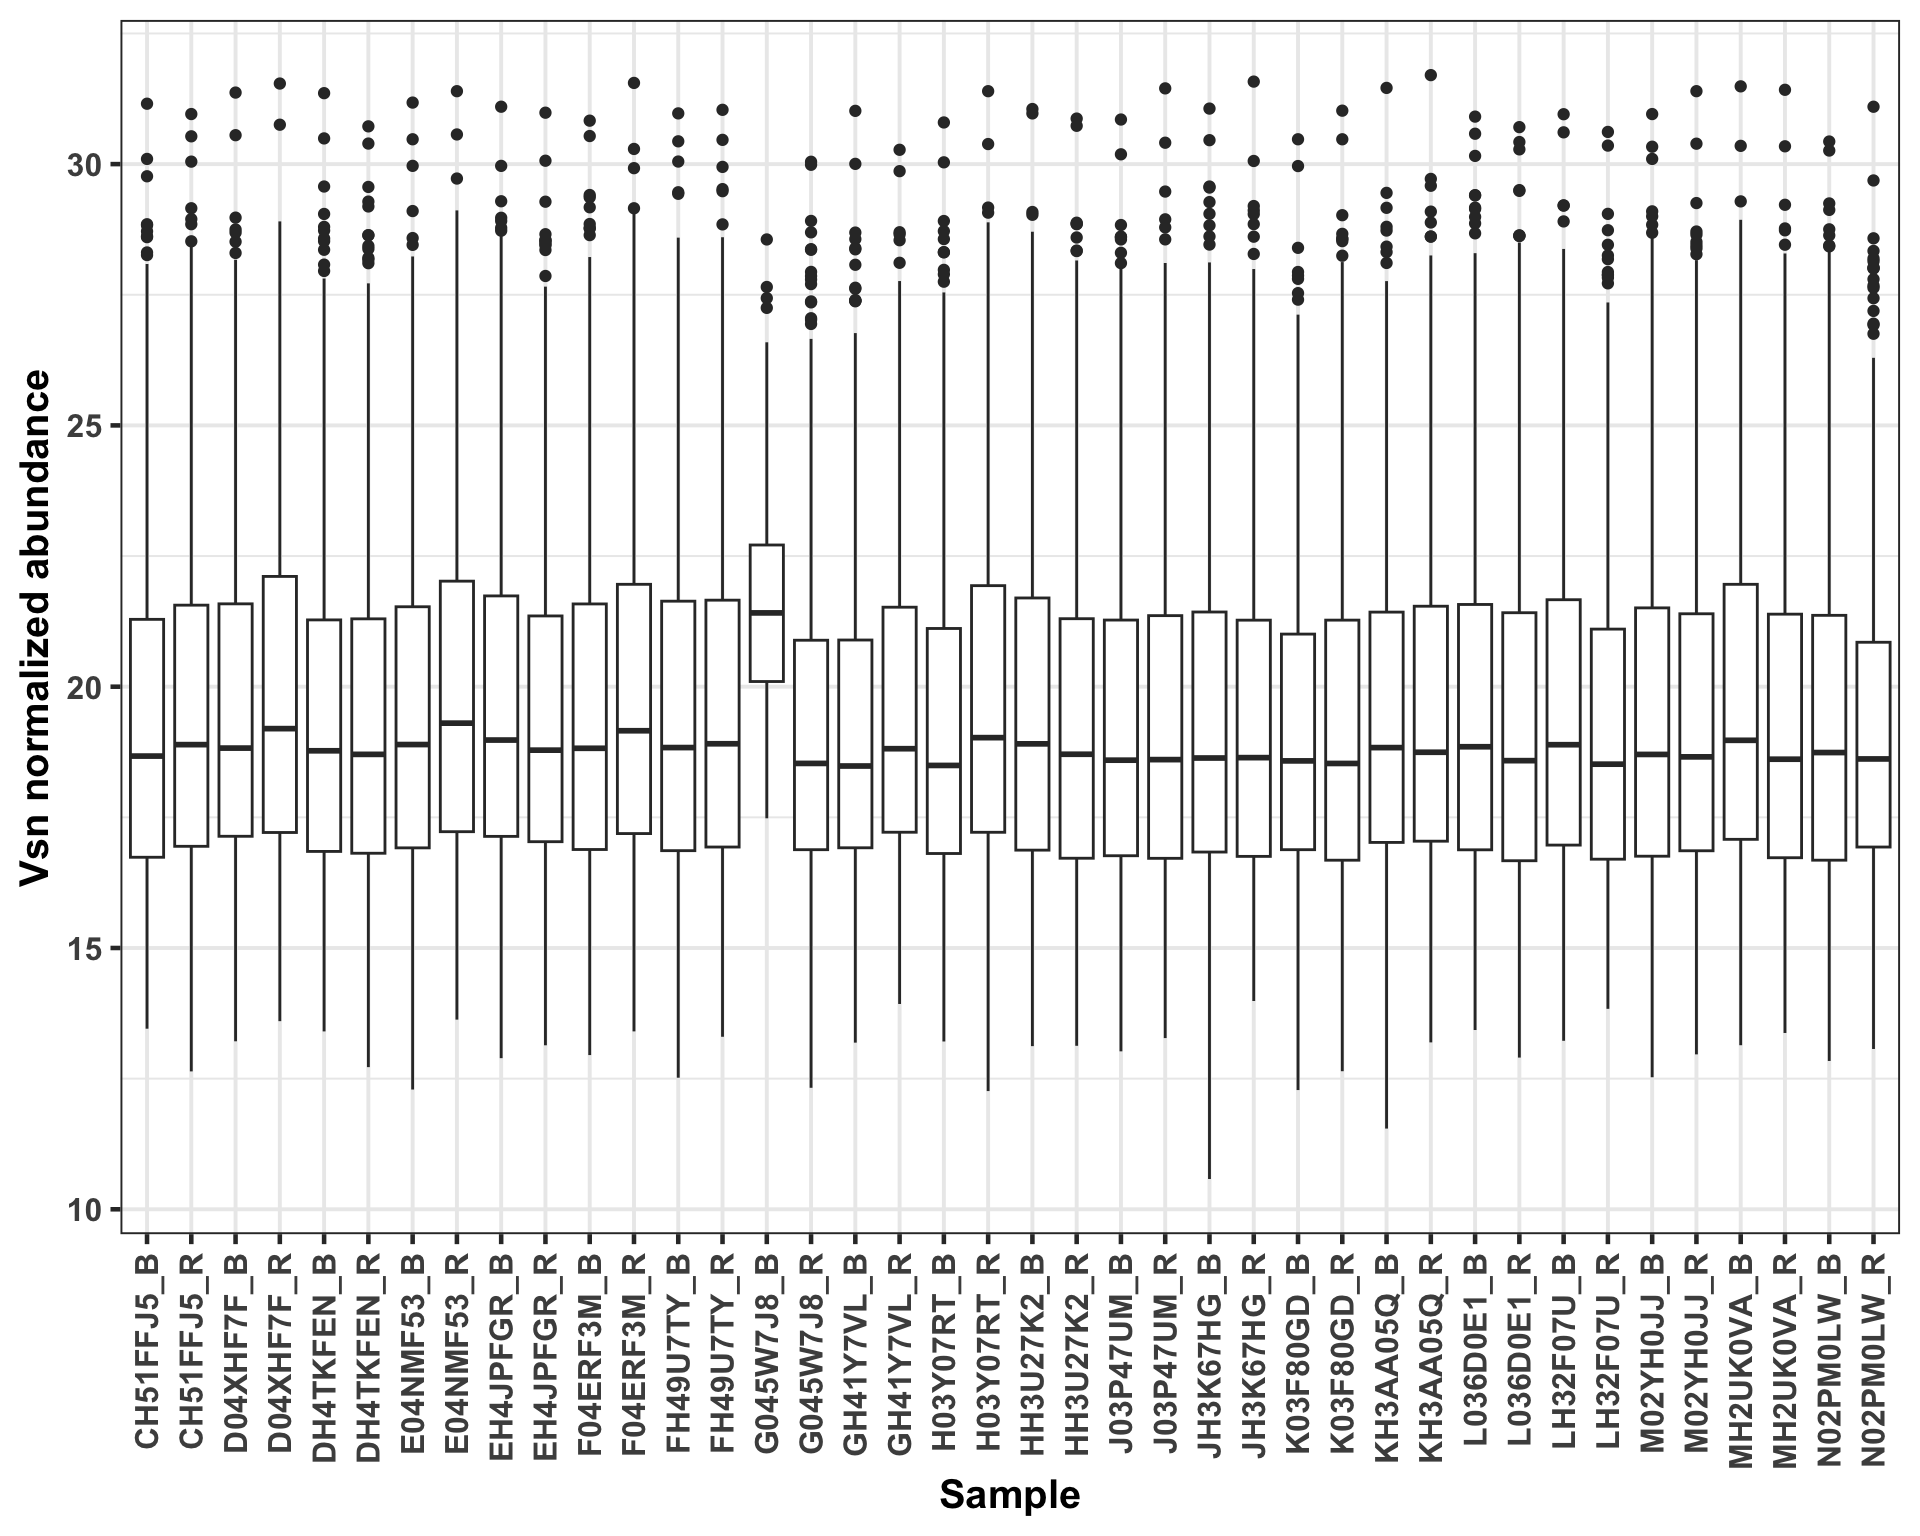 Vsn normalized abundance
30
25
20
15
10
CH51FFJ5_B
CH51FFJ5_R
D04XHF7F_B
D04XHF7F_R
DH4TKFEN_B
DH4TKFEN_R
E04NMF53_B
E04NMF53_R
EH4JPFGR_B
EH4JPFGR_R
F04ERF3M_B
F04ERF3M_R
FH49U7TY_B
FH49U7TY_R
G045W7J8_B
G045W7J8_R
GH41Y7VL_B
GH41Y7VL_R
H03Y07RT_B
H03Y07RT_R
HH3U27K2_B
HH3U27K2_R
J03P47UM_B
J03P47UM_R
JH3K67HG_B
JH3K67HG_R
K03F80GD_B
K03F80GD_R
KH3AA05Q_B
KH3AA05Q_R
L036D0E1_B
L036D0E1_R
LH32F07U_B
LH32F07U_R
M02YH0JJ_B
M02YH0JJ_R
MH2UK0VA_B
MH2UK0VA_R
N02PM0LW_B
N02PM0LW_R
Sample